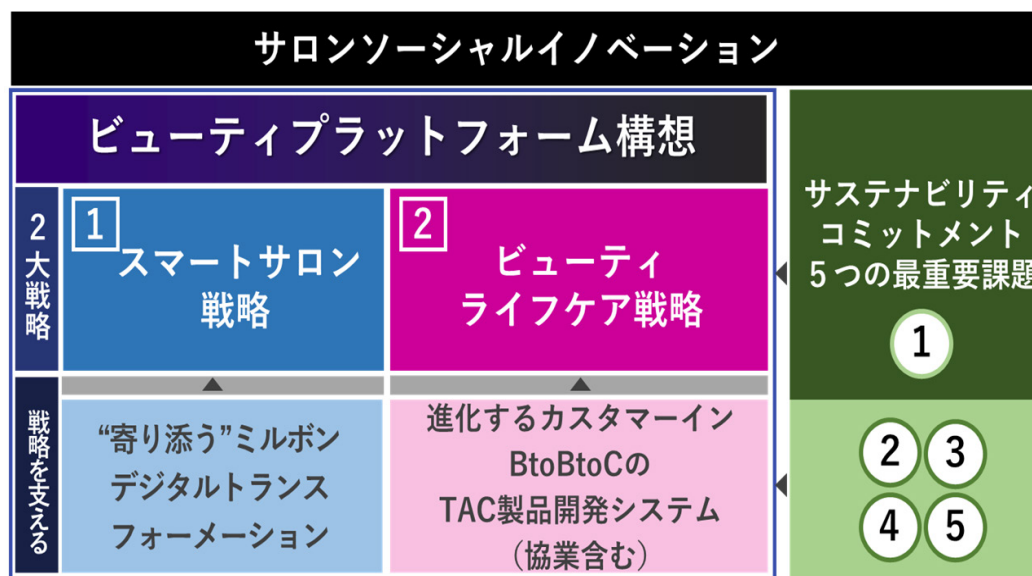 サロンソーシャルイノベーション
ビューティプラットフォーム構想
2大戦略
1
スマートサロン
戦略
2
ビューティ
ライフケア戦略
戦略を支える
“寄り添う”ミルボン
デジタルトランス
フォーメーション
進化するカスタマーイン
BtoBtoCの
TAC製品開発システム
（協業含む）
サステナビリティ
コミットメント
5つの最重要課題
1
2 3
4 5